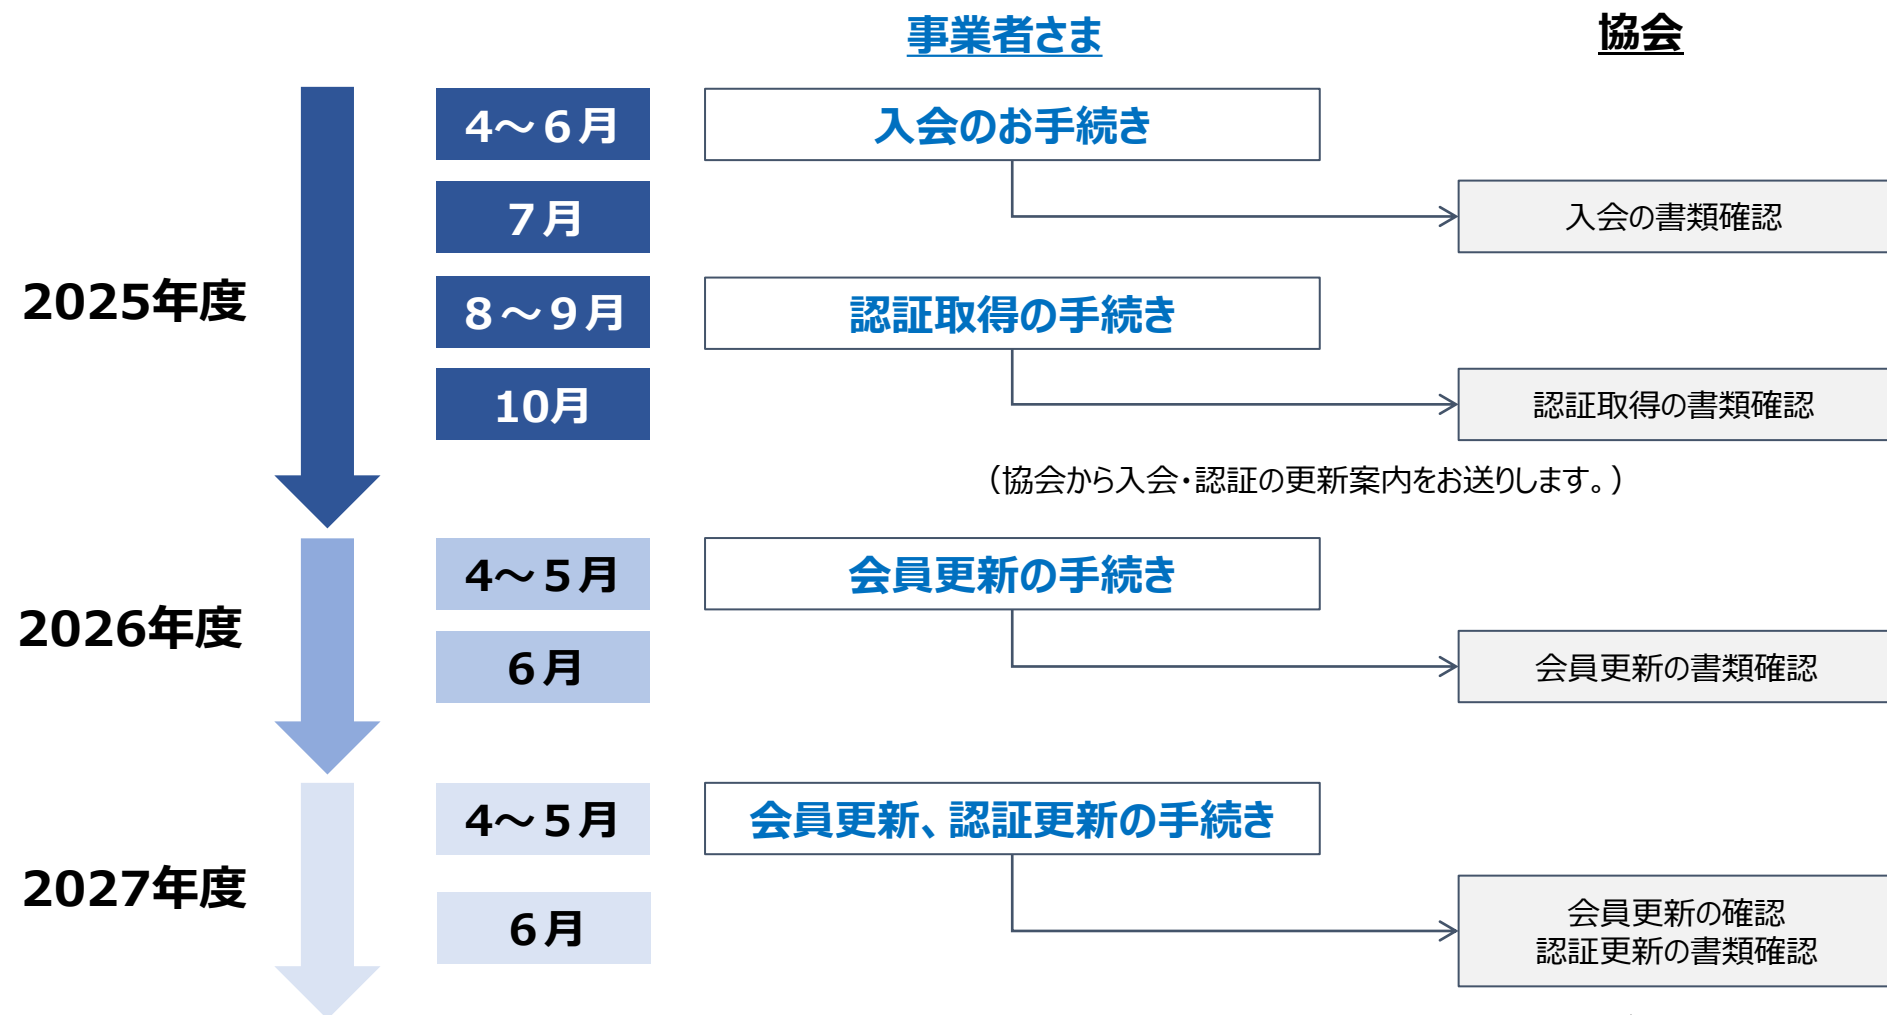 事業者さま
協会
2025年度
4～6月
入会のお手続き
7月
入会の書類確認
8～9月
認証取得の手続き
10月
認証取得の書類確認
（協会から入会・認証の更新案内をお送りします。）
2026年度
4～5月
会員更新の手続き
6月
会員更新の書類確認
2027年度
4～5月
会員更新、認証更新の手続き
6月
会員更新の確認
認証更新の書類確認